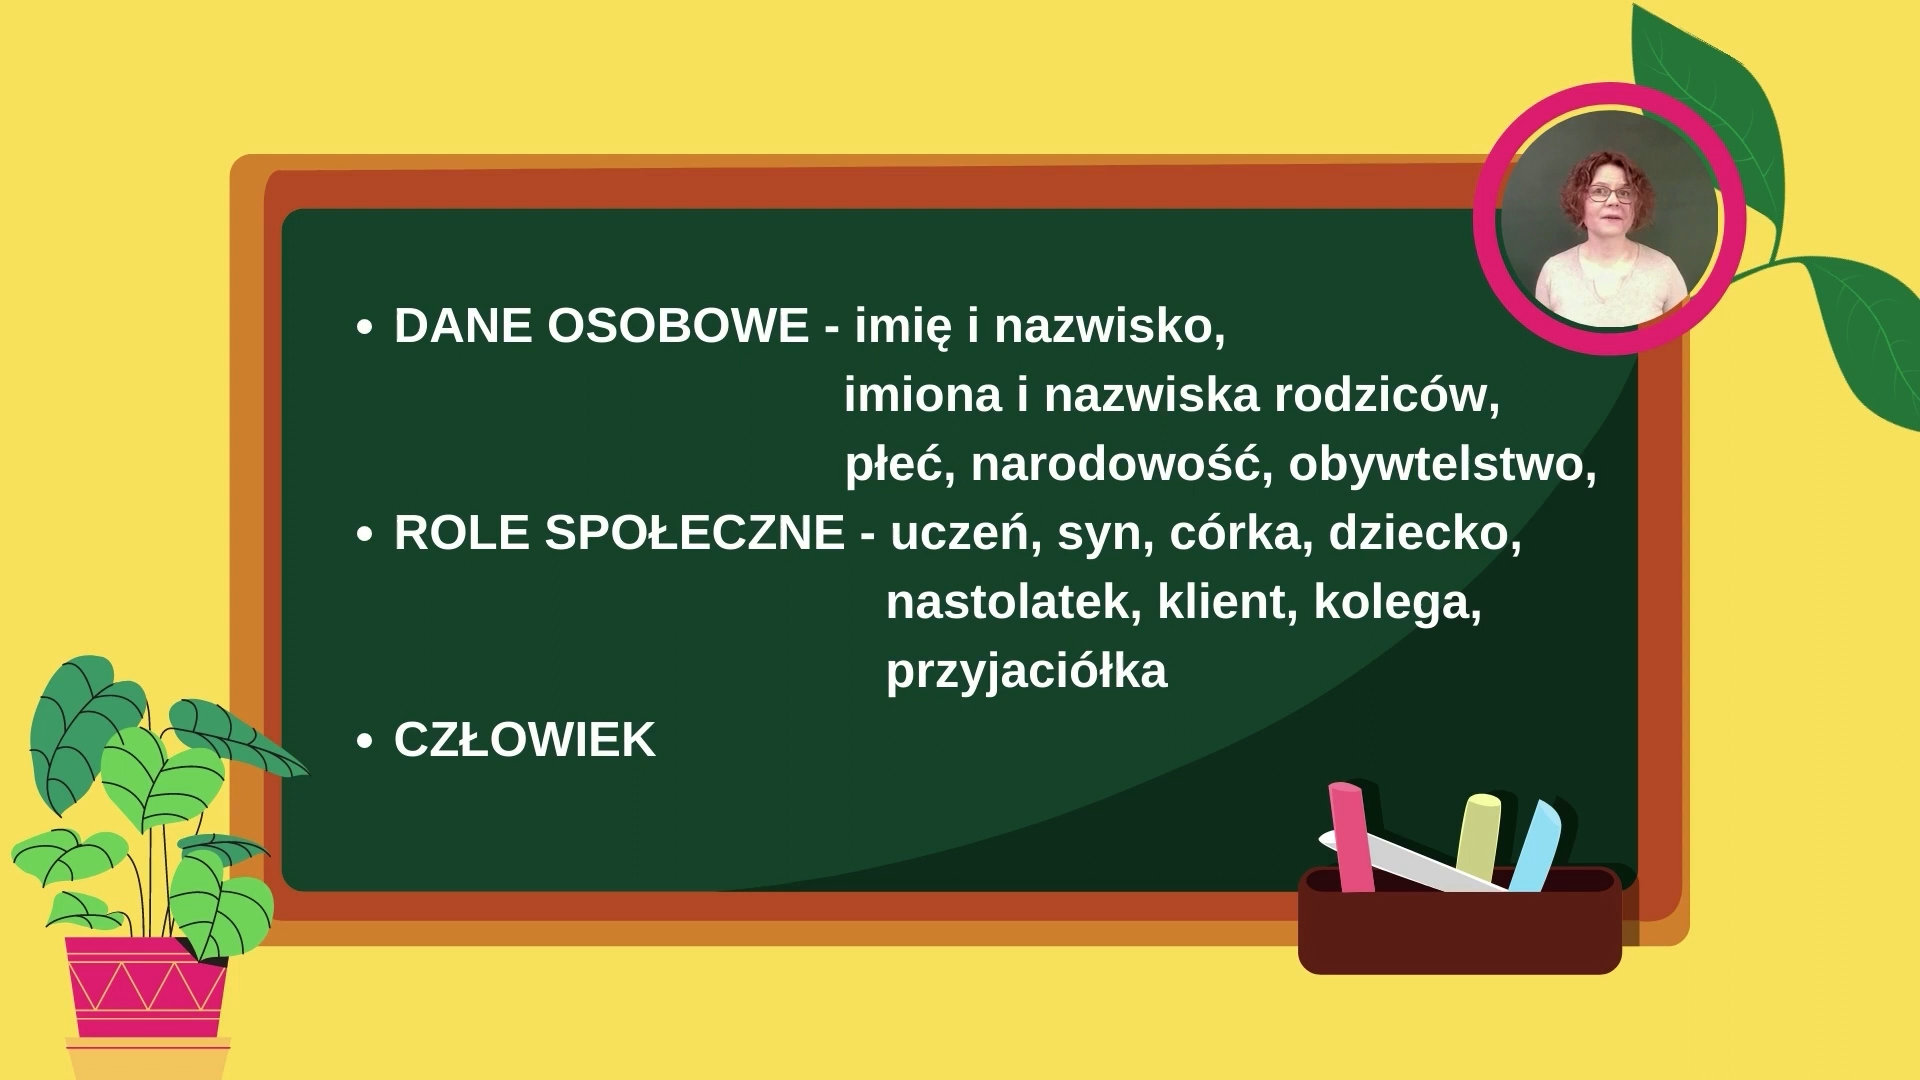 • DANE OSOBOWE - imię i nazwisko,
imiona i nazwiska rodziców,
płeć, narodowość, obywtelstwo,
• ROLE SPOŁECZNE - uczeń, syn, córka, dziecko,
nastolatek, klient, kolega,
przyjaciółka
• CZŁOWIEK